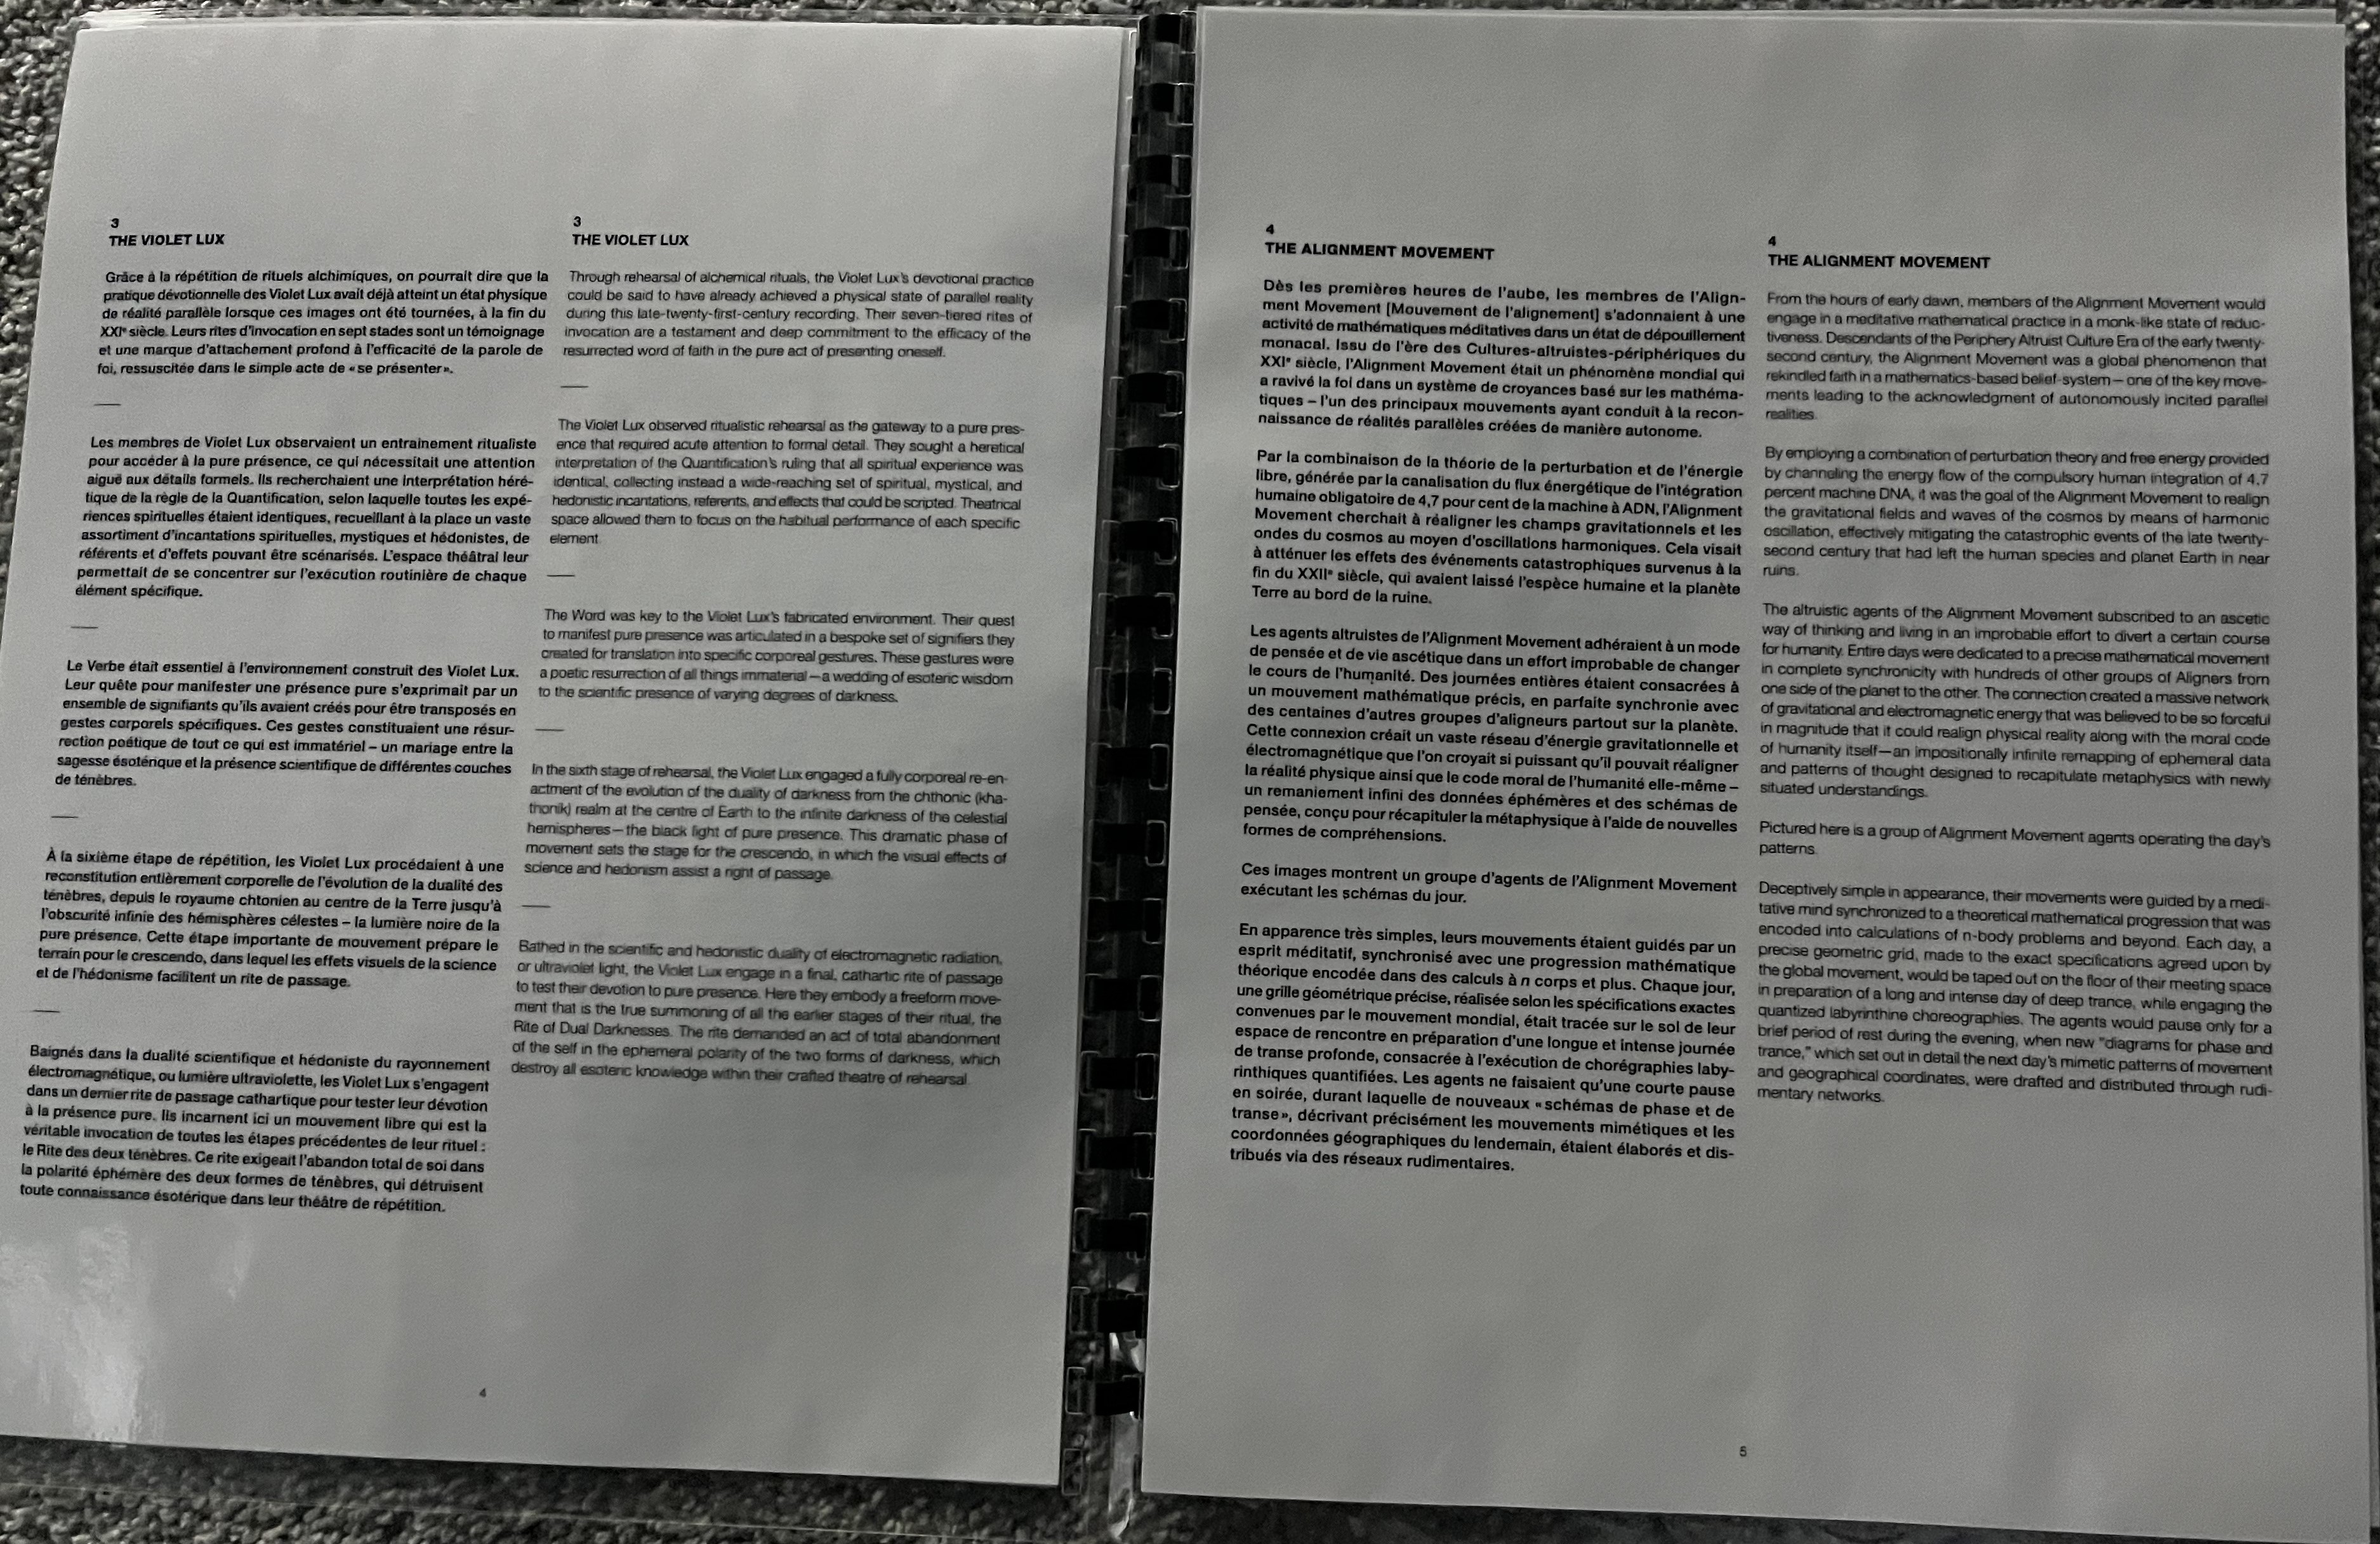 3
THE VIOLET LUX
Grâce à la répétition de rituels alchimiques, on pourrait dire que la
pratique dévotionnelle des Violet Lux avait déjà atteint un état physique
de réalité parallèle lorsque ces images ont été tournées, à la fin du
XXIe siècle. Leurs rites d'invocation en sept stades sont un témoignage
et une marque d'attachement profond à l'efficacité de la parole de
foi, ressuscitée dans le simple acte de « se présenter ».
—
Les membres de Violet Lux observaient un entraînement ritualiste
pour accéder à la pure présence, ce qui nécessitait une attention
aiguë aux détails formels. Ils recherchaient une interprétation héré-
tique de la règle de la Quantification, selon laquelle toutes les expé-
riences spirituelles étaient identiques, recueillant à la place un vaste
assortiment d'incantations spirituelles, mystiques et hédonistes, de
référents et d'effets pouvant être scénarisés. L'espace théâtral leur
permettait de se concentrer sur l'exécution routinière de chaque
élément spécifique.
—
Le Verbe était essentiel à l'environnement construit des Violet Lux.
Leur quête pour manifester une présence pure s'exprimait par un
ensemble de signifiants qu'ils avaient créés pour être transposés en
gestes corporels spécifiques. Ces gestes constituaient une résur-
rection poétique de tout ce qui est immatériel – un mariage entre la
sagesse ésotérique et la présence scientifique de différentes couches
de ténèbres.
—
À la sixième étape de répétition, les Violet Lux procédaient à une
reconstitution entièrement corporelle de l'évolution de la dualité des
ténèbres, depuis le royaume chtonien au centre de la Terre jusqu'à
l'obscurité infinie des hémisphères célestes – la lumière noire de la
pure présence. Cette étape importante de mouvement prépare le
terrain pour le crescendo, dans lequel les effets visuels de la science
et de l'hédonisme facilitent un rite de passage.
—
Baignés dans la dualité scientifique et hédoniste du rayonnement
électromagnétique, ou lumière ultraviolette, les Violet Lux s'engagent
dans un dernier rite de passage cathartique pour tester leur dévotion
à la présence pure. Ils incarnent ici un mouvement libre qui est la
véritable invocation de toutes les étapes précédentes de leur rituel :
le Rite des deux ténèbres. Ce rite exigeait l'abandon total de soi dans
la polarité éphémère des deux formes de ténèbres, qui détruisent
toute connaissance ésotérique dans leur théâtre de répétition.
3
THE VIOLET LUX
Through rehearsal of alchemical rituals, the Violet Lux's devotional practice
could be said to have already achieved a physical state of parallel reality
during this late-twenty-first-century recording. Their seven-tiered rites of
invocation are a testament and deep commitment to the efficacy of the
resurrected word of faith in the pure act of presenting oneself.
—
The Violet Lux observed ritualistic rehearsal as the gateway to a pure pres-
ence that required acute attention to formal detail. They sought a heretical
interpretation of the Quantification's ruling that all spiritual experience was
identical, collecting instead a wide-reaching set of spiritual, mystical, and
hedonistic incantations, referents, and effects that could be scripted. Theatrical
space allowed them to focus on the habitual performance of each specific
element.
—
The Word was key to the Violet Lux's fabricated environment. Their quest
to manifest pure presence was articulated in a bespoke set of signifiers they
created for translation into specific corporeal gestures. These gestures were
a poetic resurrection of all things immaterial—a wedding of esoteric wisdom
to the scientific presence of varying degrees of darkness.
—
In the sixth stage of rehearsal, the Violet Lux engaged a fully corporeal re-en-
actment of the evolution of the duality of darkness from the chthonic (kha-
thonik) realm at the centre of Earth to the infinite darkness of the celestial
hemispheres—the black light of pure presence. This dramatic phase of
movement sets the stage for the crescendo, in which the visual effects of
science and hedonism assist a right of passage.
—
Bathed in the scientific and hedonistic duality of electromagnetic radiation,
or ultraviolet light, the Violet Lux engage in a final, cathartic rite of passage
to test their devotion to pure presence. Here they embody a freeform move-
ment that is the true summoning of all the earlier stages of their ritual, the
Rite of Dual Darknesses. The rite demanded an act of total abandonment
of the self in the ephemeral polarity of the two forms of darkness, which
destroy all esoteric knowledge within their crafted theatre of rehearsal.
4
4
THE ALIGNMENT MOVEMENT
Dès les premières heures de l'aube, les membres de l'Align-
ment Movement [Mouvement de l'alignement] s'adonnaient à une
activité de mathématiques méditatives dans un état de dépouillement
monacal. Issu de l'ère des Cultures-altruistes-périphériques du
XXIe siècle, l'Alignment Movement était un phénomène mondial qui
a ravivé la foi dans un système de croyances basé sur les mathéma-
tiques – l'un des principaux mouvements ayant conduit à la recon-
naissance de réalités parallèles créées de manière autonome.
Par la combinaison de la théorie de la perturbation et de l'énergie
libre, générée par la canalisation du flux énergétique de l'intégration
humaine obligatoire de 4,7 pour cent de la machine à ADN, l'Alignment
Movement cherchait à réaligner les champs gravitationnels et les
ondes du cosmos au moyen d'oscillations harmoniques. Cela visait
à atténuer les effets des événements catastrophiques survenus à la
fin du XXIIe siècle, qui avaient laissé l'espèce humaine et la planète
Terre au bord de la ruine.
Les agents altruistes de l'Alignment Movement adhéraient à un mode
de pensée et de vie ascétique dans un effort improbable de changer
le cours de l'humanité. Des journées entières étaient consacrées à
un mouvement mathématique précis, en parfaite synchronie avec
des centaines d'autres groupes d'aligneurs partout sur la planète.
Cette connexion créait un vaste réseau d'énergie gravitationnelle et
électromagnétique que l'on croyait si puissant qu'il pouvait réaligner
la réalité physique ainsi que le code moral de l'humanité elle-même –
un remaniement infini des données éphémères et des schémas de
pensée, conçu pour récapituler la métaphysique à l'aide de nouvelles
formes de compréhensions.
Ces images montrent un groupe d'agents de l'Alignment Movement
exécutant les schémas du jour.
En apparence très simples, leurs mouvements étaient guidés par un
esprit méditatif, synchronisé avec une progression mathématique
théorique encodée dans des calculs à n corps et plus. Chaque jour,
une grille géométrique précise, réalisée selon les spécifications exactes
convenues par le mouvement mondial, était tracée sur le sol de leur
espace de rencontre en préparation d'une longue et intense journée
de transe profonde, consacrée à l'exécution de chorégraphies laby-
rinthiques quantifiées. Les agents ne faisaient qu'une courte pause
en soirée, durant laquelle de nouveaux « schémas de phase et de
transe », décrivant précisément les mouvements mimétiques et les
coordonnées géographiques du lendemain, étaient élaborés et dis-
tribués via des réseaux rudimentaires.
4
THE ALIGNMENT MOVEMENT
From the hours of early dawn, members of the Alignment Movement would
engage in a meditative mathematical practice in a monk-like state of reduc-
tiveness. Descendants of the Periphery Altruist Culture Era of the early twenty-
second century, the Alignment Movement was a global phenomenon that
rekindled faith in a mathematics-based belief-system—one of the key move-
ments leading to the acknowledgment of autonomously incited parallel
realities.
By employing a combination of perturbation theory and free energy provided
by channeling the energy flow of the compulsory human integration of 4.7
percent machine DNA, it was the goal of the Alignment Movement to realign
the gravitational fields and waves of the cosmos by means of harmonic
oscillation, effectively mitigating the catastrophic events of the late twenty-
second century that had left the human species and planet Earth in near
ruins.
The altruistic agents of the Alignment Movement subscribed to an ascetic
way of thinking and living in an improbable effort to divert a certain course
for humanity. Entire days were dedicated to a precise mathematical movement
in complete synchronicity with hundreds of other groups of Aligners from
one side of the planet to the other. The connection created a massive network
of gravitational and electromagnetic energy that was believed to be so forceful
in magnitude that it could realign physical reality along with the moral code
of humanity itself—an impositionally infinite remapping of ephemeral data
and patterns of thought designed to recapitulate metaphysics with newly
situated understandings.
Pictured here is a group of Alignment Movement agents operating the day's
patterns.
Deceptively simple in appearance, their movements were guided by a medi-
tative mind synchronized to a theoretical mathematical progression that was
encoded into calculations of n-body problems and beyond. Each day, a
precise geometric grid, made to the exact specifications agreed upon by
the global movement, would be taped out on the floor of their meeting space
in preparation of a long and intense day of deep trance, while engaging the
quantized labyrinthine choreographies. The agents would pause only for a
brief period of rest during the evening, when new "diagrams for phase and
trance," which set out in detail the next day's mimetic patterns of movement
and geographical coordinates, were drafted and distributed through rudi-
mentary networks.
5